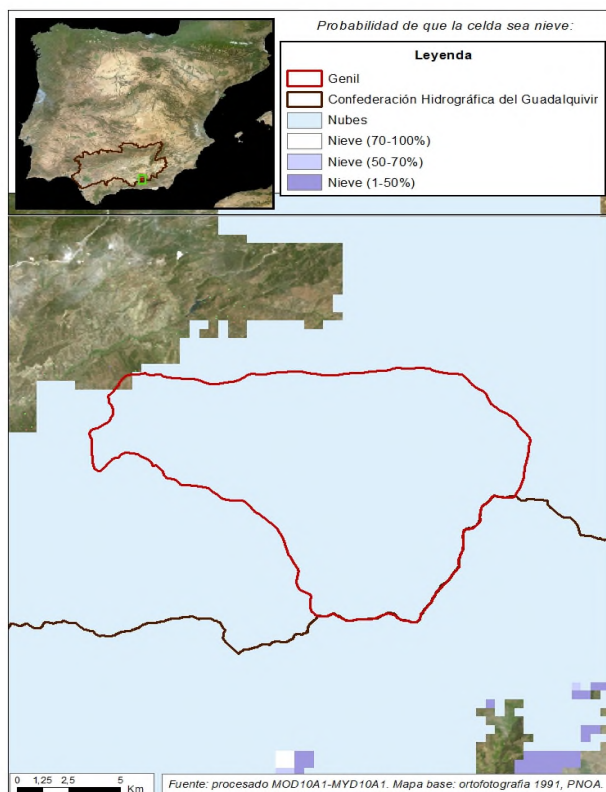 Probabilidad de que la celda sea nieve:
Leyenda
Genil
Confederación Hidrográfica del Guadalquivir
Nubes
Nieve (70-100%)
Nieve (50-70%)
Nieve (1-50%)
0 1,25 2,5 5
Km
Fuente: procesado MOD10A1-MYD10A1. Mapa base: ortofotografia 1991, PNOA.